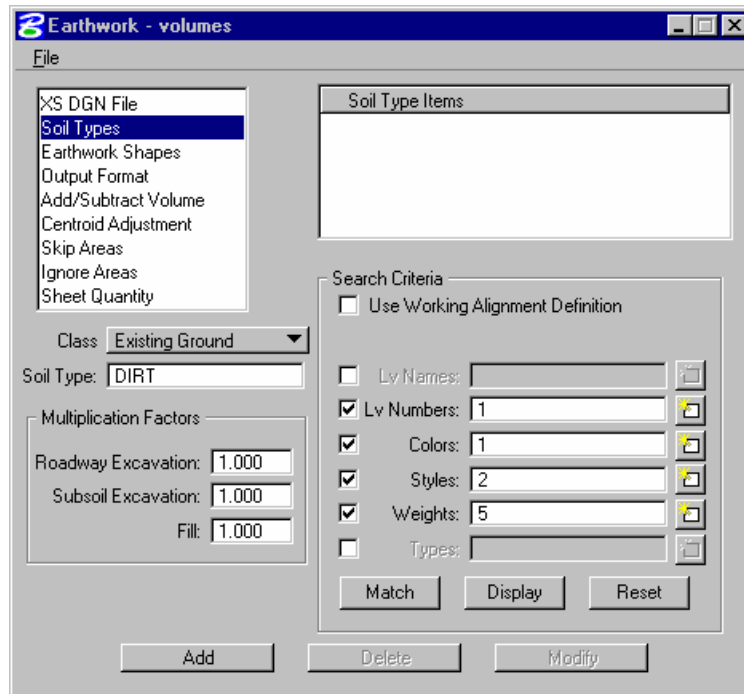 Earthwork - volumes
File
XS DGN File
Soil Types
Earthwork Shapes
Output Format
Add/Subtract Volume
Centroid Adjustment
Skip Areas
Ignore Areas
Sheet Quantity
Class Existing Ground
Soil Type: DIRT
Multiplication Factors
Roadway Excavation: 1.000
Subsoil Excavation: 1.000
Fill: 1.000
Soil Type Items
Search Criteria
Use Working Alignment Definition
Lv Names:
Lv Numbers: 1
Colors: 1
Styles: 2
Weights: 5
Types:
Match Display Reset
Add Delete Modify